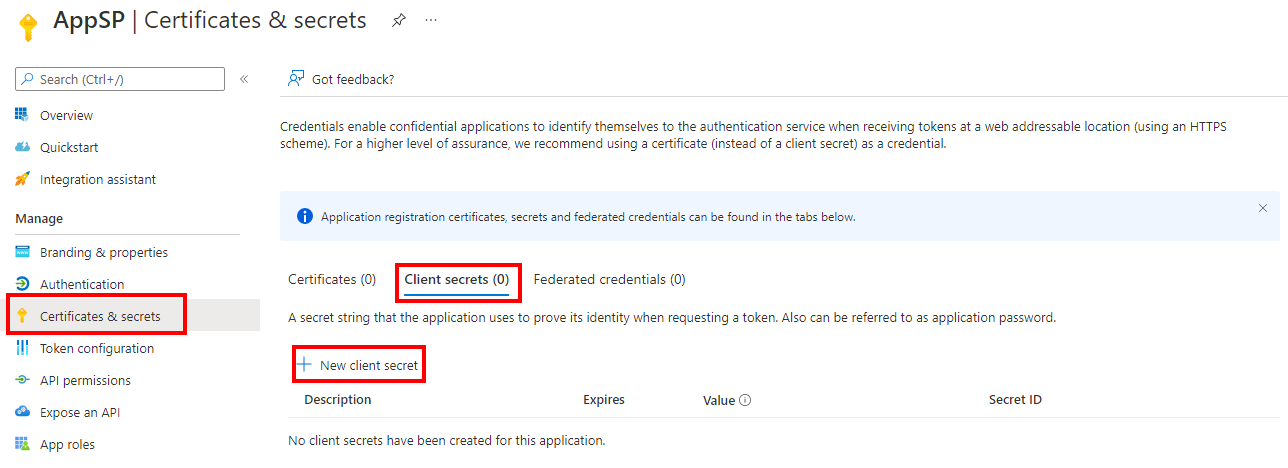 AppSP | Certificates & secrets
Search (Ctrl+/)
Overview
Quickstart
Integration assistant
Manage
Branding & properties
Authentication
Certificates & secrets
Token configuration
API permissions
Expose an API
App roles
Got feedback?
Credentials enable confidential applications to identify themselves to the authentication service when receiving tokens at a web addressable location (using an HTTPS
scheme). For a higher level of assurance, we recommend using a certificate (instead of a client secret) as a credential.
Application registration certificates, secrets and federated credentials can be found in the tabs below.
Certificates (0) Client secrets (0) Federated credentials (0)
A secret string that the application uses to prove its identity when requesting a token. Also can be referred to as application password.
New client secret
Description Expires Value Secret ID
No client secrets have been created for this application.